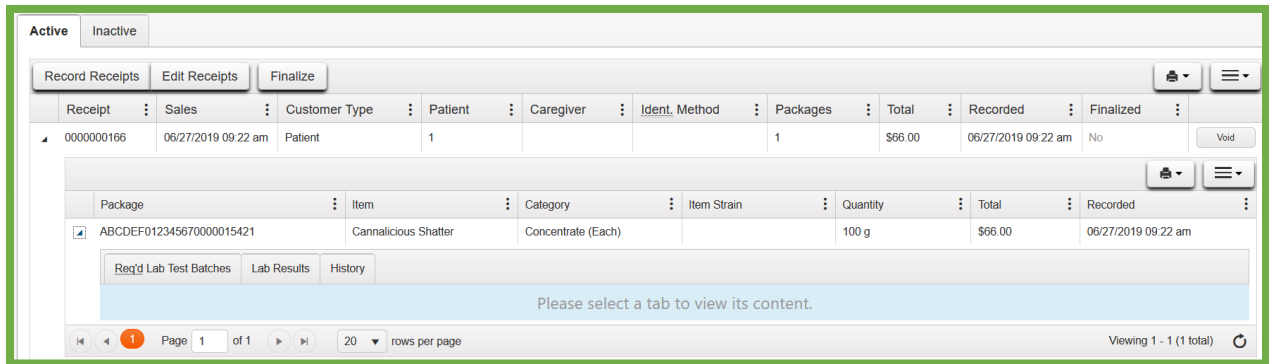 Active Inactive
Record Receipts Edit Receipts Finalize
Receipt Sales Customer Type Patient Caregiver Ident. Method Packages Total Recorded Finalized
0000000166 06/27/2019 09:22 am Patient 1 1 $66.00 06/27/2019 09:22 am No Void
Package Item Category Item Strain Quantity Total Recorded
ABCDEF012345670000015421 Cannalicious Shatter Concentrate (Each) 100 g $66.00 06/27/2019 09:22 am
Req'd Lab Test Batches Lab Results History
Please select a tab to view its content.
1 Page 1 of 1 20 rows per page Viewing 1 - 1 (1 total)